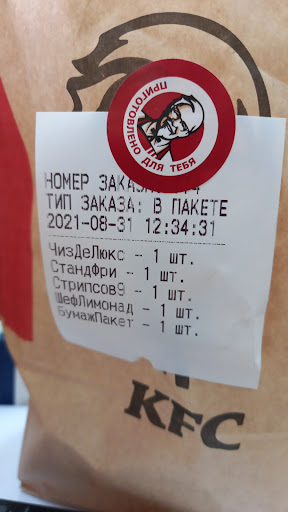 ПРИГОТОВЛЕНО ДЛЯ ТЕБЯ
НОМЕР ЗАКАЗА:
ТИП ЗАКАЗА: В ПАКЕТЕ
2021-08-31 12:34:31
ЧизДеЛюкс - 1 шт.
СтандФри - 1 шт.
Стрипсов9 - 1 шт.
ШефЛимонад - 1 шт.
БумажПакет - 1 шт.
KFC